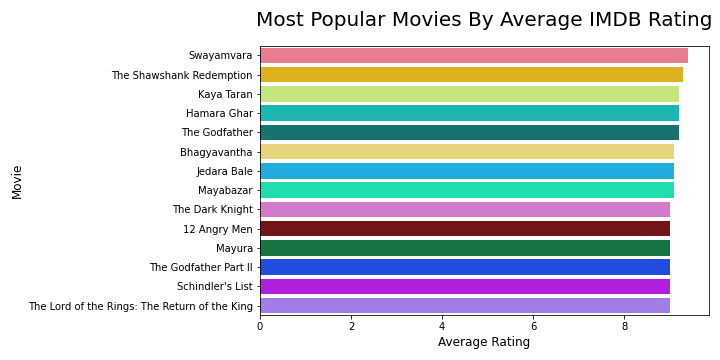 Most Popular Movies By Average IMDB Rating
Movie
Swayamvara
The Shawshank Redemption
Kaya Taran
Hamara Ghar
The Godfather
Bhagyavantha
Jedara Bale
Mayabazar
The Dark Knight
12 Angry Men
Mayura
The Godfather Part II
Schindler's List
The Lord of the Rings: The Return of the King
0 2 4 6 8
Average Rating